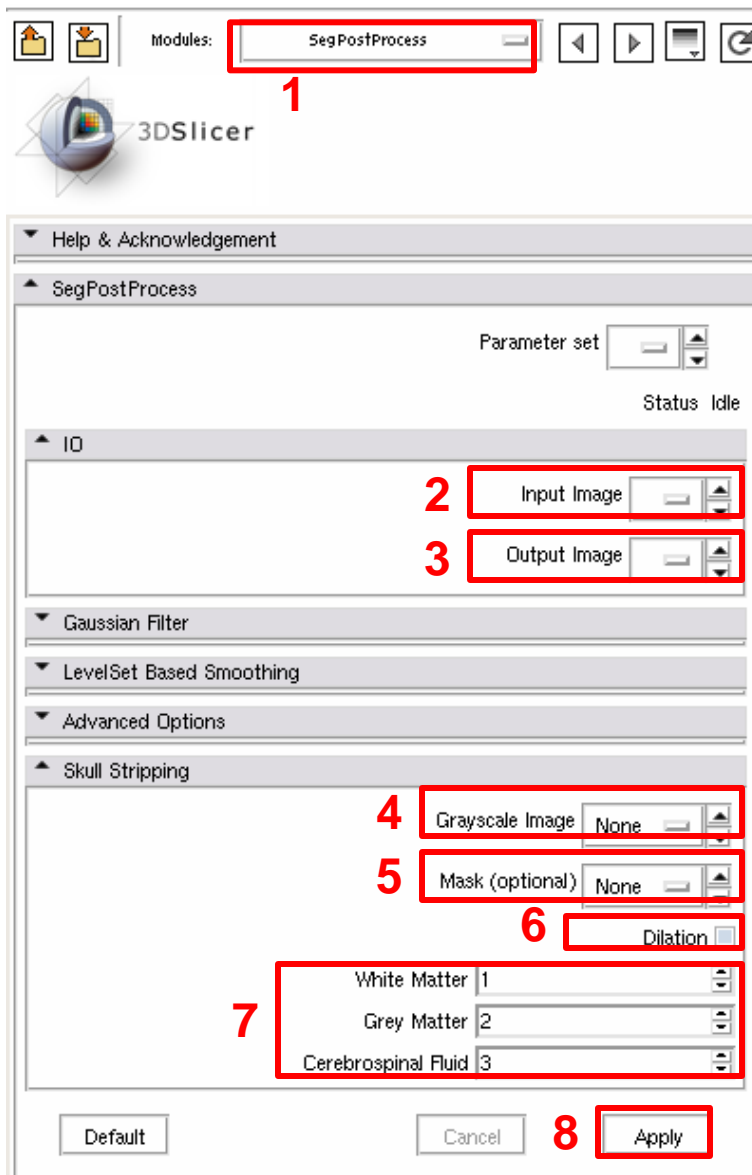 Modules: SegPostProcess
1
3DSlicer
Help & Acknowledgement
SegPostProcess
Parameter set
Status Idle
IO
2 Input Image
3 Output Image
Gaussian Filter
LevelSet Based Smoothing
Advanced Options
Skull Stripping
4 Grayscale Image None
5 Mask (optional) None
6 Dilation
White Matter 1
7 Grey Matter 2
Cerebrospinal Fluid 3
Default Cancel 8 Apply